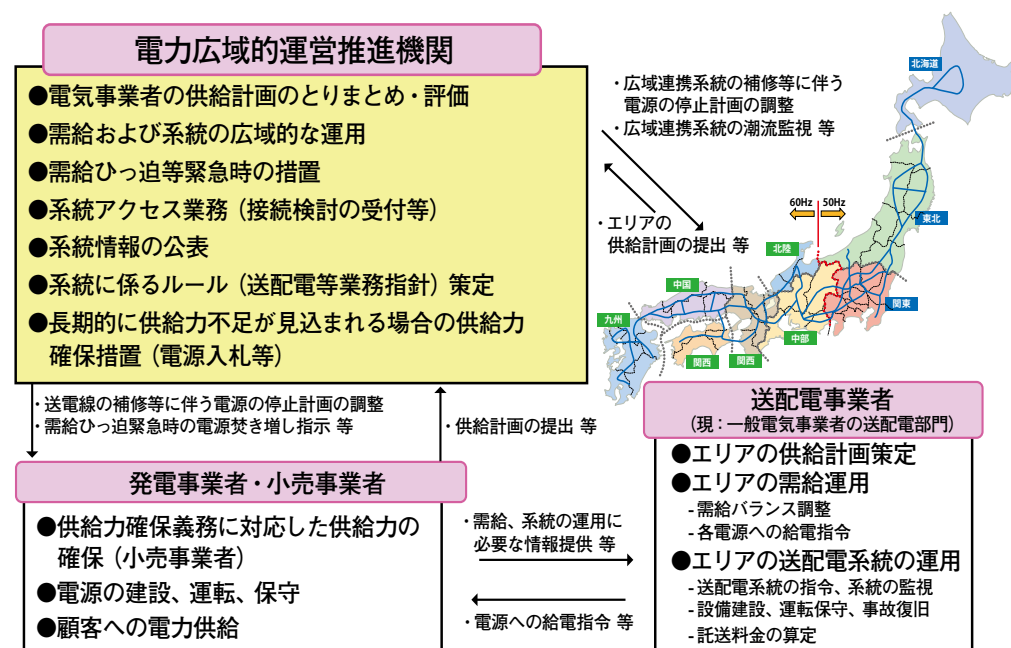 電力広域的運営推進機関
●電気事業者の供給計画のとりまとめ・評価
●需給および系統の広域的な運用
●需給ひっ迫等緊急時の措置
●系統アクセス業務（接続検討の受付等）
●系統情報の公表
●系統に係るルール（送配電等業務指針）策定
●長期的に供給力不足が見込まれる場合の供給力
確保措置（電源入札等）
・広域連携系統の補修等に伴う
電源の停止計画の調整
・広域連携系統の潮流監視 等
・エリアの
供給計画の提出 等
北海道
60Hz
50Hz
東北
北陸
中国
関東
九州
中部
関西
関西
・送電線の補修等に伴う電源の停止計画の調整
・需給ひっ迫緊急時の電源焚き増し指示 等
・供給計画の提出 等
発電事業者・小売事業者
●供給力確保義務に対応した供給力の
確保（小売事業者）
●電源の建設、運転、保守
●顧客への電力供給
・需給、系統の運用に
必要な情報提供 等
・電源への給電指令 等
送配電事業者
（現：一般電気事業者の送配電部門）
●エリアの供給計画策定
●エリアの需給運用
-需給バランス調整
-各電源への給電指令
●エリアの送配電系統の運用
-送配電系統の指令、系統の監視
-設備建設、運転保守、事故復旧
-託送料金の算定